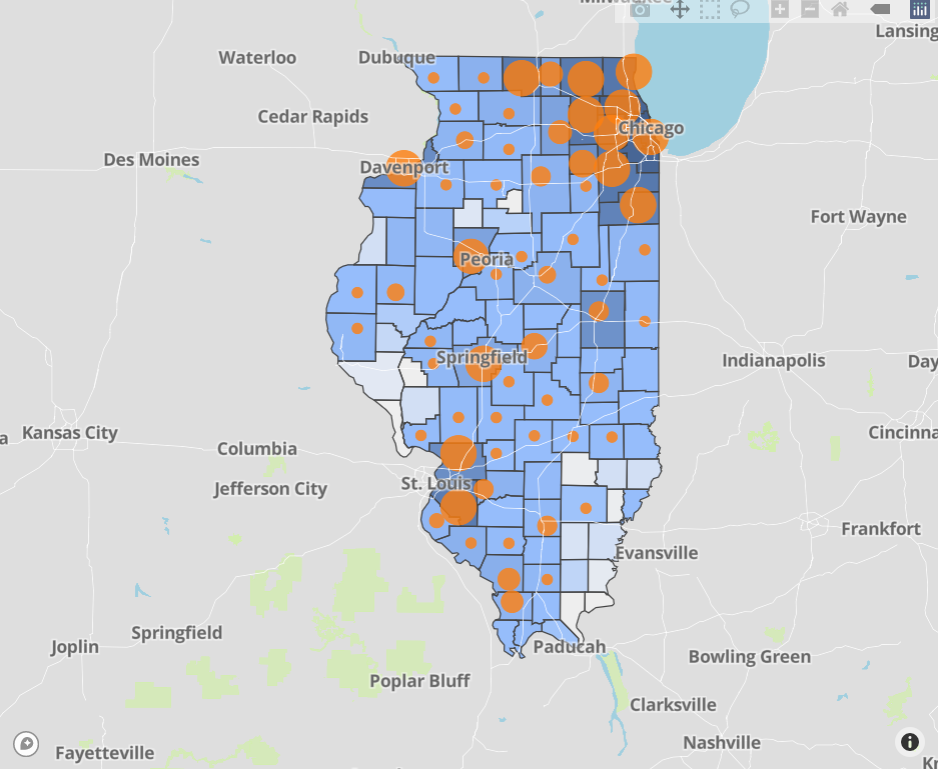 Lansing
Waterloo
Dubuque
Cedar Rapids
Chicago
Des Moines
Davenport
Fort Wayne
Peoria
Springfield
Indianapolis
Day
Kansas City
Cincinna
Columbia
St. Louis
Jefferson City
Frankfort
Evansville
Springfield
Joplin
Paducah
Bowling Green
Poplar Bluff
Clarksville
Nashville
Fayetteville